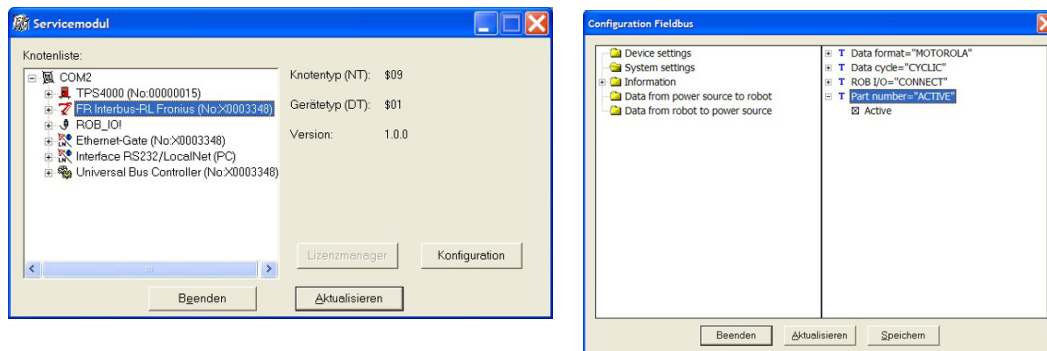 Servicemodul
Knotenliste:
COM2
TPS4000 (No:00000015)
FR Interbus-RL Fronius (No:X0003348)
ROB_IO!
Ethernet-Gate (No:X0003348)
Interface RS232/LocalNet (PC)
Universal Bus Controller (No:X0003348)
Knotentyp (NT): $09
Gerätetyp (DT): $01
Version: 1.0.0
Lizenzmanager
Konfiguration
Beenden
Aktualisieren
Configuration Fieldbus
Device settings
System settings
Information
Data from power source to robot
Data from robot to power source
T Data format="MOTOROLA"
T Data cycle="CYCLIC"
T ROB I/O="CONNECT"
T Part number="ACTIVE"
Active
Beenden
Aktualisieren
Speichern